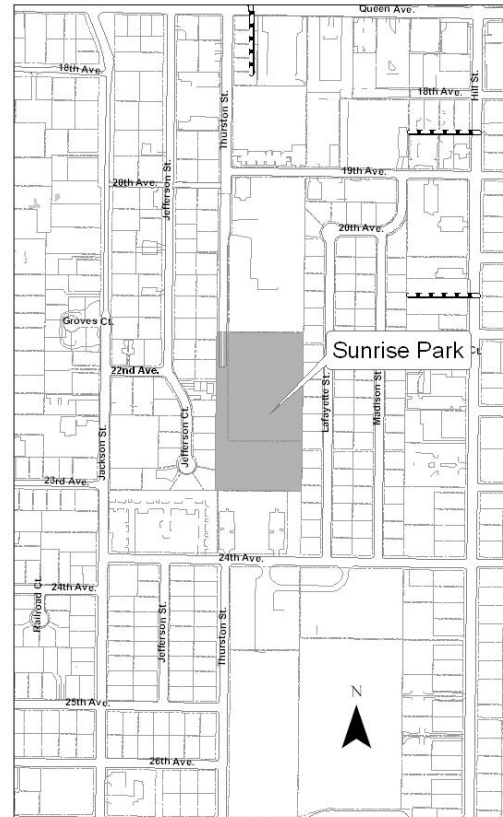 Queen Ave.
18th Ave.
18th Ave.
Hill St.
Thurston St.
19th Ave.
Jefferson St.
20th Ave.
20th Ave.
Groves Ct.
Sunrise Park
Ct.
22nd Ave.
Lafayette St.
Madison St.
Jefferson Ct.
Jackson St.
23rd Ave.
24th Ave.
24th Ave.
Railroad Ct.
Jefferson St.
Thurston St.
25th Ave.
N
26th Ave.